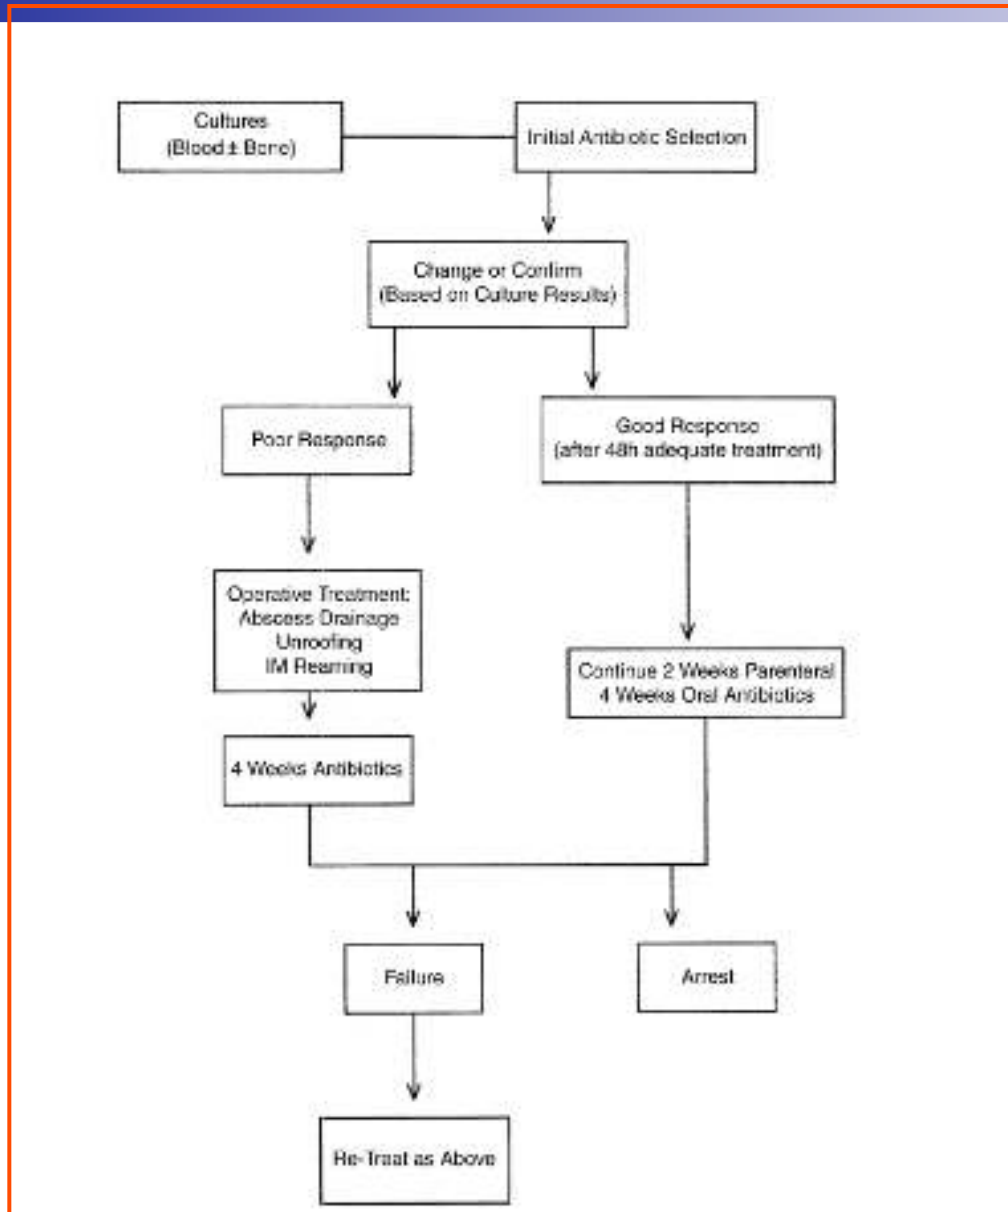 Cultures
(Blood ± Bone)
Initial Antibiotic Selection
Change or Confirm
(Based on Culture Results)
Poor Response
Good Response
(after 48h adequate treatment)
Operative Treatment:
Abscess Drainage
Unroofing
IM Reaming
Continue 2 Weeks Parenteral
4 Weeks Oral Antibiotics
4 Weeks Antibiotics
Failure
Arrest
Re-Treat as Above